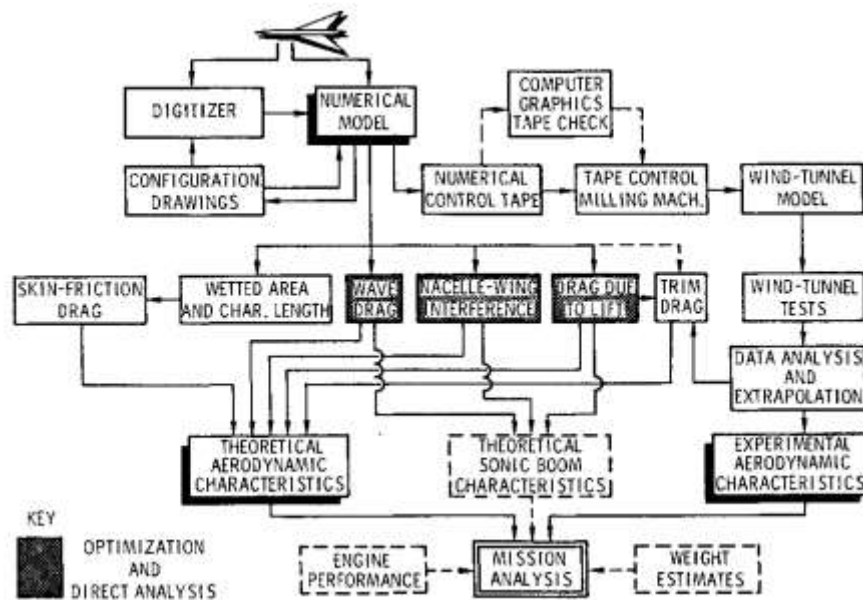 DIGITIZER
NUMERICAL
MODEL
COMPUTER
GRAPHICS
TAPE CHECK
CONFIGURATION
DRAWINGS
NUMERICAL
CONTROL TAPE
TAPE CONTROL
MILLING MACH.
WIND-TUNNEL
MODEL
SKIN-FRICTION
DRAG
WETTED AREA
AND CHAR. LENGTH
WAVE
DRAG
NACELLE-WING
INTERFERENCE
DRAG DUE
TO LIFT
TRIM
DRAG
WIND-TUNNEL
TESTS
DATA ANALYSIS
AND
EXTRAPOLATION
THEORETICAL
AERODYNAMIC
CHARACTERISTICS
THEORETICAL
SONIC BOOM
CHARACTERISTICS
EXPERIMENTAL
AERODYNAMIC
CHARACTERISTICS
KEY
OPTIMIZATION
AND
DIRECT ANALYSIS
ENGINE
PERFORMANCE
MISSION
ANALYSIS
WEIGHT
ESTIMATES